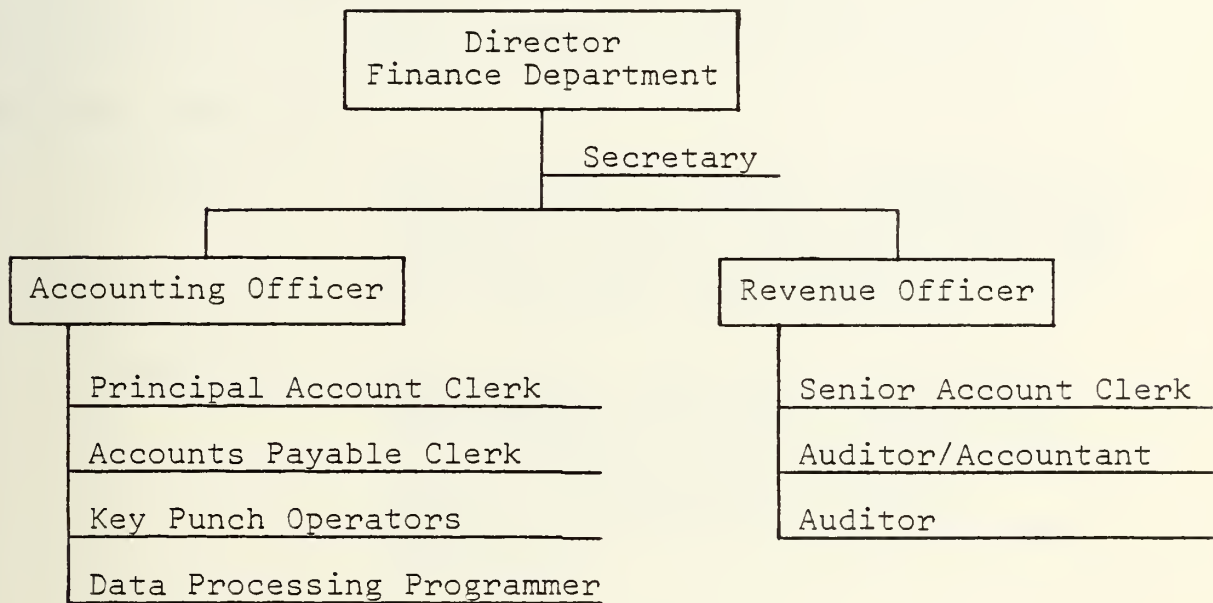 Director
Finance Department
Secretary
Accounting Officer
Revenue Officer
Principal Account Clerk
Accounts Payable Clerk
Key Punch Operators
Data Processing Programmer
Senior Account Clerk
Auditor/Accountant
Auditor